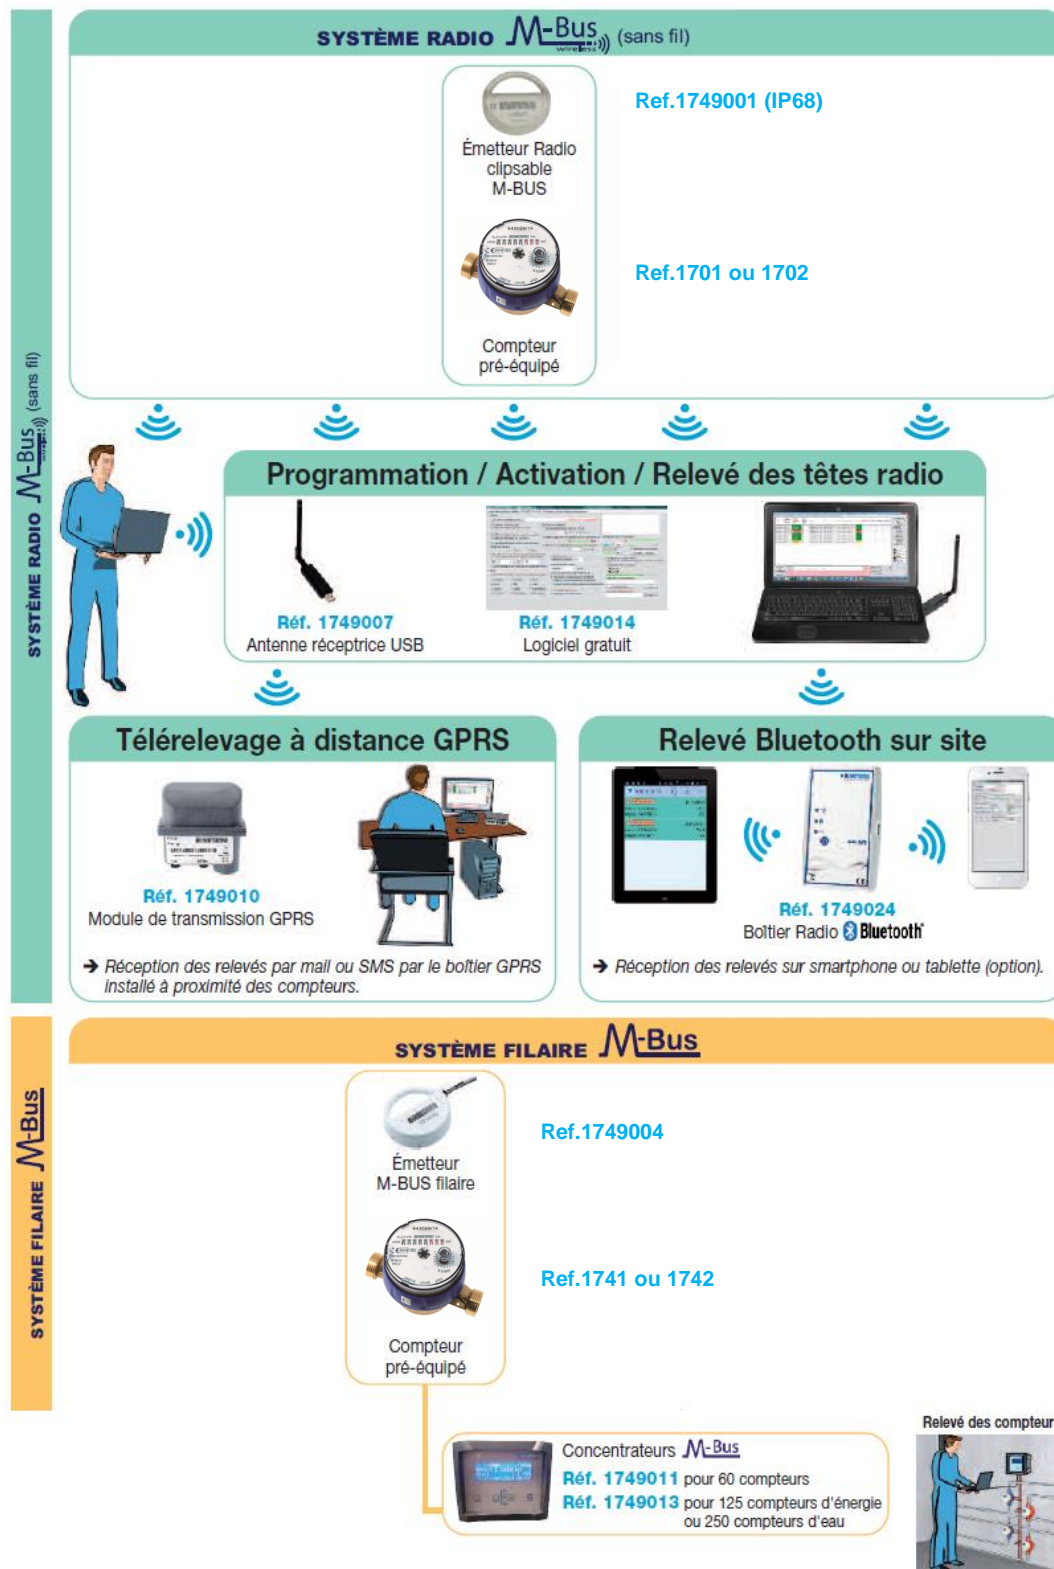 SYSTÈME RADIO M-Bus wireless (sans fil)
Ref.1749001 (IP68)
Émetteur Radio
clipsable
M-BUS
Ref.1701 ou 1702
Compteur
pré-équipé
SYSTÈME RADIO M-Bus wireless (sans fil)
Programmation / Activation / Relevé des têtes radio
Réf. 1749007
Antenne réceptrice USB
Réf. 1749014
Logiciel gratuit
Télérelevage à distance GPRS
Réf. 1749010
Module de transmission GPRS
➔ Réception des relevés par mail ou SMS par le boîtier GPRS
installé à proximité des compteurs.
Relevé Bluetooth sur site
Réf. 1749024
Boîtier Radio Bluetooth
➔ Réception des relevés sur smartphone ou tablette (option).
SYSTÈME FILAIRE M-Bus
SYSTÈME FILAIRE M-Bus
Ref.1749004
Émetteur
M-BUS filaire
Ref.1741 ou 1742
Compteur
pré-équipé
Concentrateurs M-Bus
Réf. 1749011 pour 60 compteurs
Réf. 1749013 pour 125 compteurs d'énergie
ou 250 compteurs d'eau
Relevé des compteur